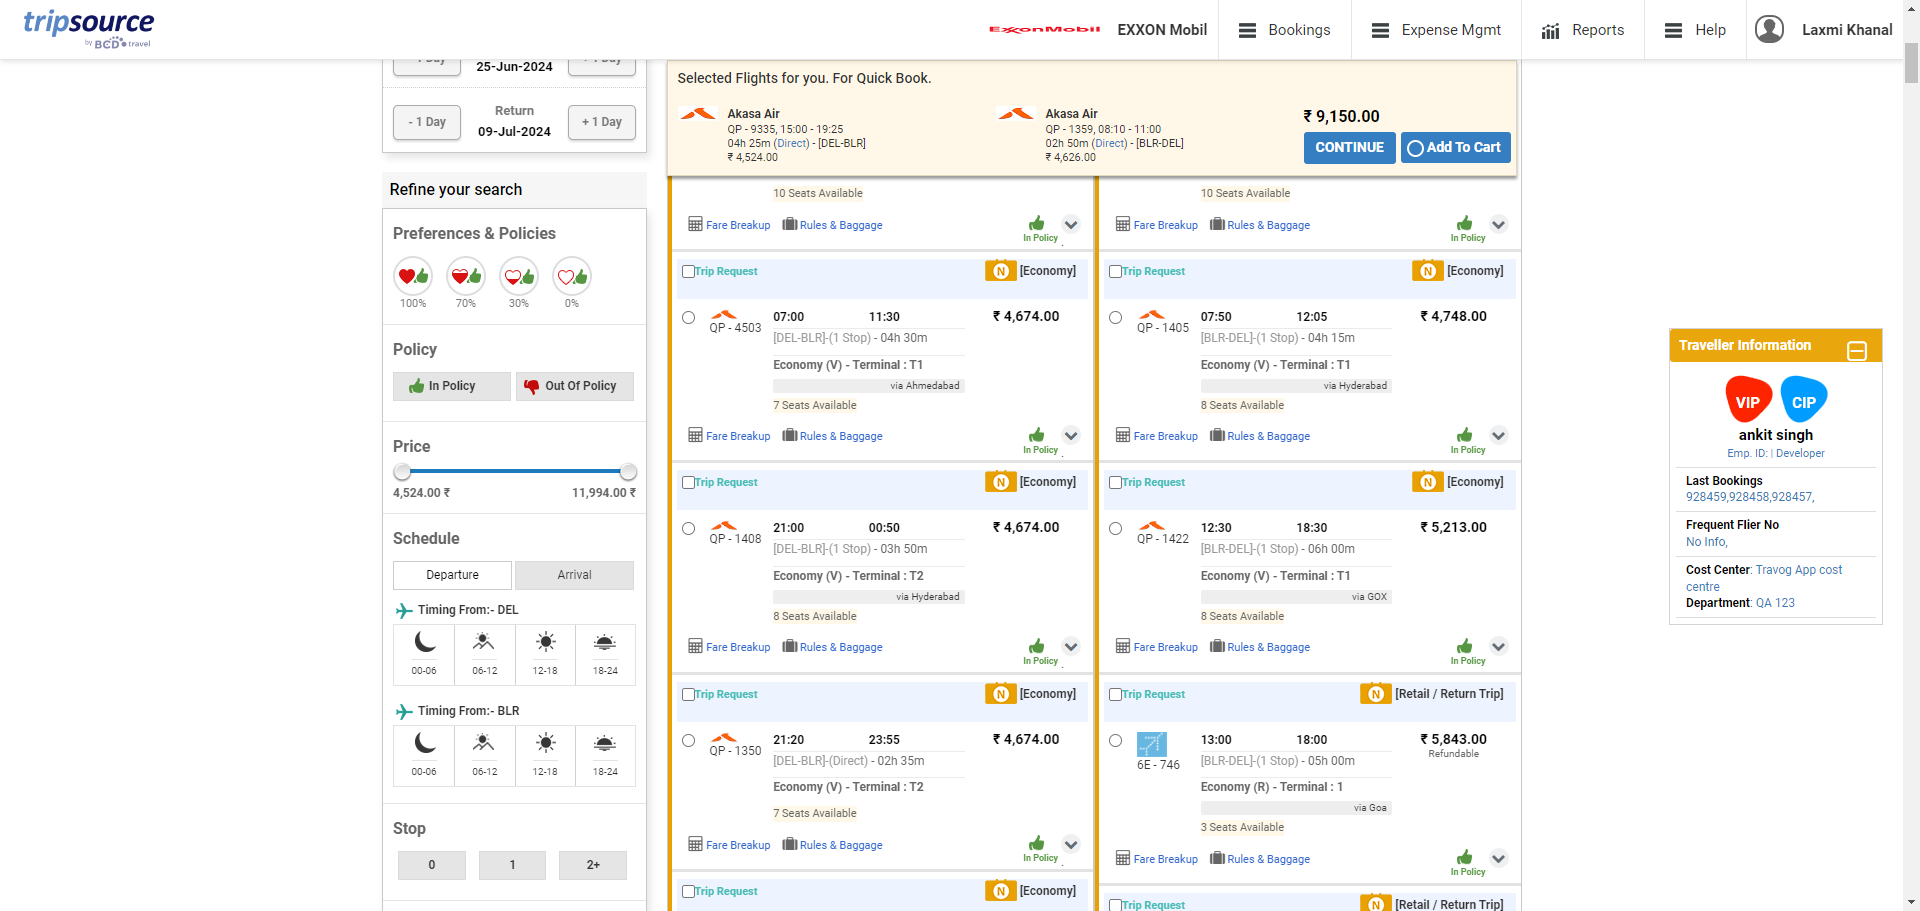 tripsource
by BCD travel
ExxonMobil
EXXON Mobil
Bookings
Expense Mgmt
Reports
Help
Laxmi Khanal
- 1 Day
25-Jun-2024
+ 1 Day
Return
- 1 Day
09-Jul-2024
+ 1 Day
Refine your search
Preferences & Policies
100%
70%
30%
0%
Policy
In Policy
Out Of Policy
Price
4,524.00 ₹
11,994.00 ₹
Schedule
Departure
Arrival
Timing From:- DEL
00-06
06-12
12-18
18-24
Timing From:- BLR
00-06
06-12
12-18
18-24
Stop
0
1
2+
Selected Flights for you. For Quick Book.
Akasa Air
QP - 9335, 15:00 - 19:25
04h 25m (Direct) - [DEL-BLR]
₹ 4,524.00
Akasa Air
QP - 1359, 08:10 - 11:00
02h 50m (Direct) - [BLR-DEL]
₹ 4,626.00
₹ 9,150.00
CONTINUE
Add To Cart
10 Seats Available
Fare Breakup
Rules & Baggage
In Policy
Trip Request
N
[Economy]
QP - 4503
07:00
11:30
₹ 4,674.00
[DEL-BLR]-(1 Stop) - 04h 30m
Economy (V) - Terminal : T1
via Ahmedabad
7 Seats Available
Fare Breakup
Rules & Baggage
In Policy
Trip Request
N
[Economy]
QP - 1408
21:00
00:50
₹ 4,674.00
[DEL-BLR]-(1 Stop) - 03h 50m
Economy (V) - Terminal : T2
via Hyderabad
8 Seats Available
Fare Breakup
Rules & Baggage
In Policy
Trip Request
N
[Economy]
QP - 1350
21:20
23:55
₹ 4,674.00
[DEL-BLR]-(Direct) - 02h 35m
Economy (V) - Terminal : T2
7 Seats Available
Fare Breakup
Rules & Baggage
In Policy
Trip Request
N
[Economy]
10 Seats Available
Fare Breakup
Rules & Baggage
In Policy
Trip Request
N
[Economy]
QP - 1405
07:50
12:05
₹ 4,748.00
[BLR-DEL]-(1 Stop) - 04h 15m
Economy (V) - Terminal : T1
via Hyderabad
8 Seats Available
Fare Breakup
Rules & Baggage
In Policy
Trip Request
N
[Economy]
QP - 1422
12:30
18:30
₹ 5,213.00
[BLR-DEL]-(1 Stop) - 06h 00m
Economy (V) - Terminal : T1
via GOX
8 Seats Available
Fare Breakup
Rules & Baggage
In Policy
Trip Request
N
[Retail / Return Trip]
6E - 746
13:00
18:00
₹ 5,843.00
Refundable
[BLR-DEL]-(1 Stop) - 05h 00m
Economy (R) - Terminal : 1
via Goa
3 Seats Available
Fare Breakup
Rules & Baggage
In Policy
Trip Request
N
[Retail / Return Trip]
Traveller Information
VIP
CIP
ankit singh
Emp. ID: | Developer
Last Bookings
928459,928458,928457,
Frequent Flier No
No Info,
Cost Center: Travog App cost
centre
Department: QA 123